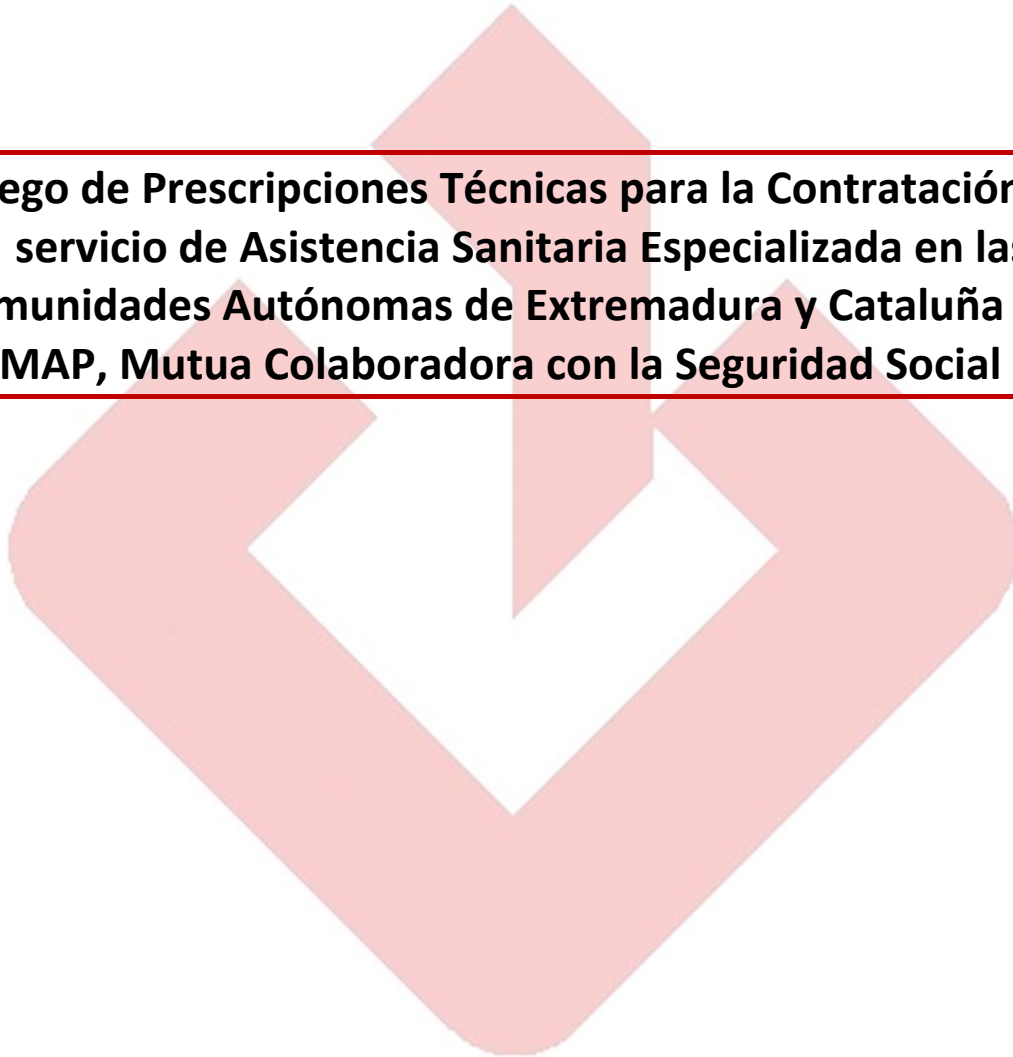 ego de Prescripciones Técnicas para la Contratación
servicio de Asistencia Sanitaria Especializada en las
munidades Autónomas de Extremadura y Cataluña
MAP, Mutua Colaboradora con la Seguridad Social